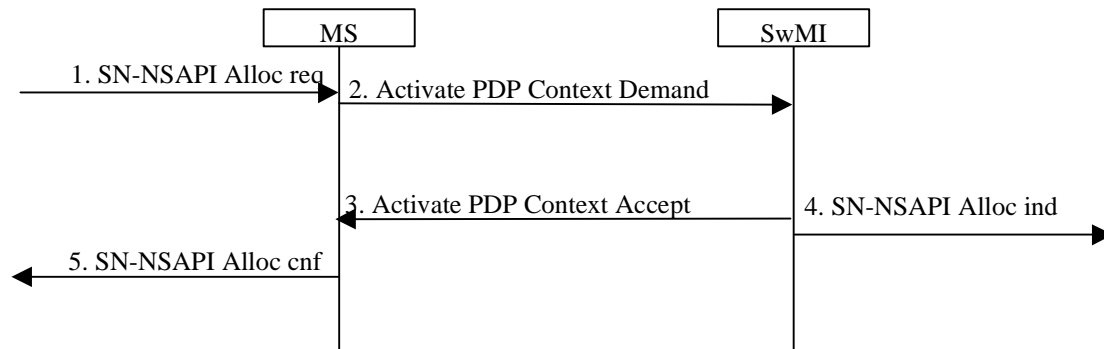 MS
SwMI
1. SN-NSAPI Alloc req
2. Activate PDP Context Demand
3. Activate PDP Context Accept
4. SN-NSAPI Alloc ind
5. SN-NSAPI Alloc cnf